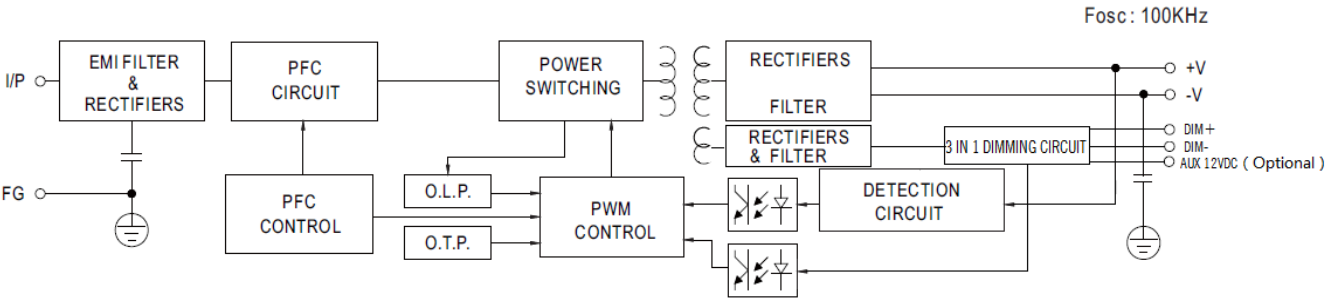 Fosc : 100KHz
I/P
EMI FILTER
&
RECTIFIERS
PFC
CIRCUIT
POWER
SWITCHING
RECTIFIERS
FILTER
+V
-V
RECTIFIERS
& FILTER
3 IN 1 DIMMING CIRCUIT
DIM+
DIM-
AUX 12VDC ( Optional )
FG
PFC
CONTROL
O.L.P.
O.T.P.
PWM
CONTROL
DETECTION
CIRCUIT